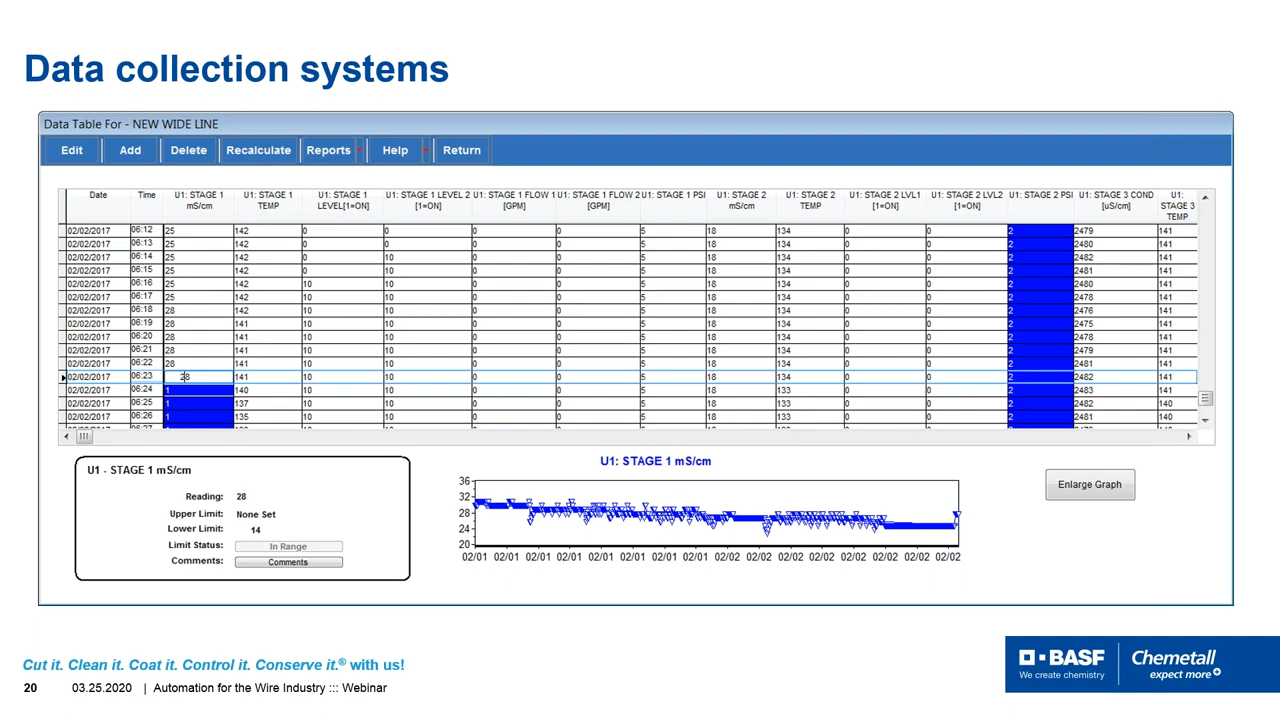 Data collection systems
Data Table For - NEW WIDE LINE
Edit Add Delete Recalculate Reports Help Return
Date Time U1: STAGE 1 mS/cm U1: STAGE 1 TEMP U1: STAGE 1 LEVEL[1=ON] U1: STAGE 1 LEVEL 2 [1=ON] U1: STAGE 1 FLOW 1 [GPM] U1: STAGE 1 FLOW 2 [GPM] U1: STAGE 1 PSI U1: STAGE 2 mS/cm U1: STAGE 2 TEMP U1: STAGE 2 LVL1 [1=ON] U1: STAGE 2 LVL2 [1=ON] U1: STAGE 2 PSI U1: STAGE 3 COND [uS/cm] U1: STAGE 3 TEMP
02/02/2017 06:12 25 142 0 0 0 0 5 18 134 0 0 2 2479 141
02/02/2017 06:13 25 142 0 0 0 0 5 18 134 0 0 2 2480 141
02/02/2017 06:14 25 142 0 10 0 0 5 18 134 0 0 2 2482 141
02/02/2017 06:15 25 142 0 10 0 0 5 18 134 0 0 2 2481 141
02/02/2017 06:16 25 142 10 10 0 0 5 18 134 0 0 2 2480 141
02/02/2017 06:17 25 142 10 10 0 0 5 18 134 0 0 2 2478 141
02/02/2017 06:18 28 142 10 10 0 0 5 18 134 0 0 2 2476 141
02/02/2017 06:19 28 141 10 10 0 0 5 18 134 0 0 2 2475 141
02/02/2017 06:20 28 141 10 10 0 0 5 18 134 0 0 2 2478 141
02/02/2017 06:21 28 141 10 10 0 0 5 18 134 0 0 2 2479 141
02/02/2017 06:22 28 141 10 10 0 0 5 18 134 0 0 2 2481 141
02/02/2017 06:23 28 141 10 10 0 0 5 18 134 0 0 2 2482 141
02/02/2017 06:24 1 140 10 10 0 0 5 18 133 0 0 2 2483 141
02/02/2017 06:25 1 137 10 10 0 0 5 18 133 0 0 2 2482 140
02/02/2017 06:26 1 135 10 10 0 0 5 18 133 0 0 2 2481 140
U1 - STAGE 1 mS/cm
Reading: 28
Upper Limit: None Set
Lower Limit: 14
Limit Status: In Range
Comments: Comments
U1: STAGE 1 mS/cm
36
32
28
24
20
02/01 02/01 02/01 02/01 02/01 02/01 02/01 02/02 02/02 02/02 02/02 02/02 02/02 02/02 02/02 02/02
Enlarge Graph
Cut it. Clean it. Coat it. Control it. Conserve it.® with us!
20 03.25.2020 | Automation for the Wire Industry ::: Webinar
BASF
We create chemistry
Chemetall
expect more